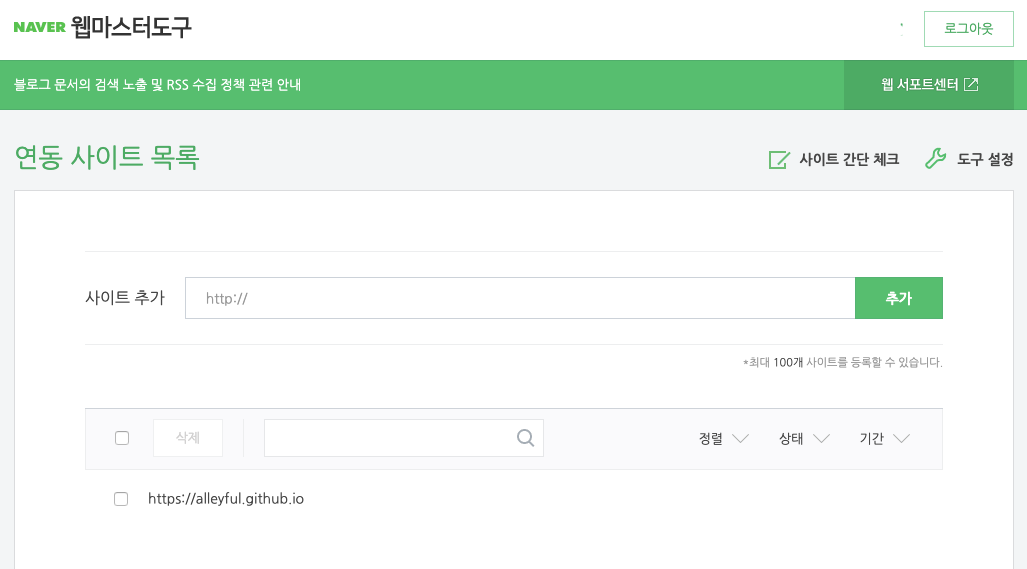 NAVER 웹마스터도구
로그아웃
블로그 문서의 검색 노출 및 RSS 수집 정책 관련 안내
웹 서포트센터
연동 사이트 목록
사이트 간단 체크
도구 설정
사이트 추가
http://
추가
*최대 100개 사이트를 등록할 수 있습니다.
삭제
정렬
상태
기간
https://alleyful.github.io